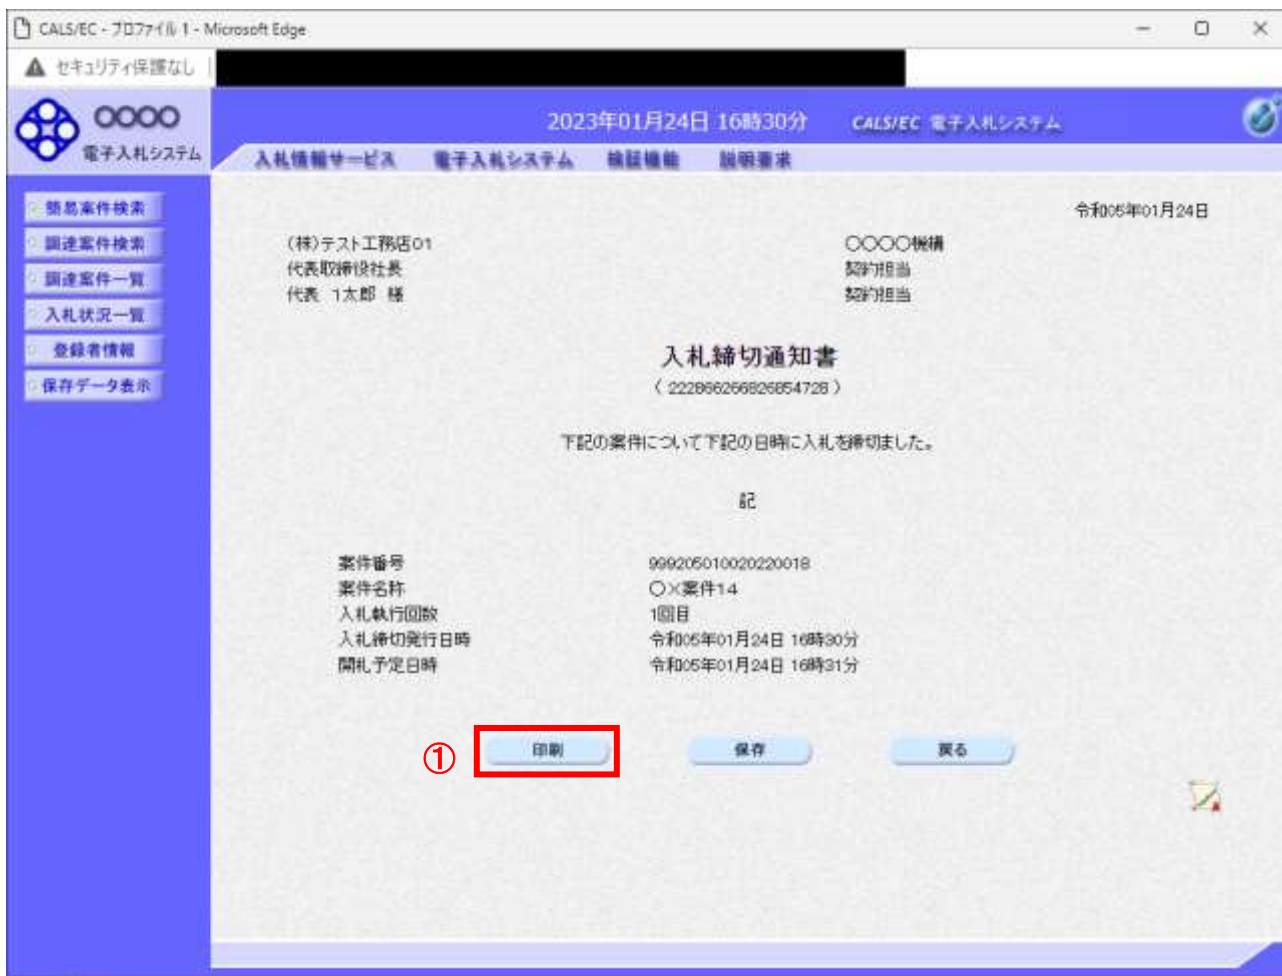 CALS/EC - プロファイル 1 - Microsoft Edge
セキュリティ保護なし
〇〇〇〇
電子入札システム
2023年01月24日 16時30分
CALS/EC 電子入札システム
入札情報サービス 電子入札システム 検証機能 説明要求
簡易案件検索
調達案件検索
調達案件一覧
入札状況一覧
登録者情報
保存データ表示
令和05年01月24日
(株)テスト工務店01
代表取締役社長
代表 1太郎 様
〇〇〇〇機構
契約担当
契約担当
入札締切通知書
( 222866266826854728 )
下記の案件について下記の日時に入札を締切ました。
記
案件番号 999205010020220018
案件名称 〇×案件14
入札執行回数 1回目
入札締切発行日時 令和05年01月24日 16時30分
開札予定日時 令和05年01月24日 16時31分
① 印刷 保存 戻る